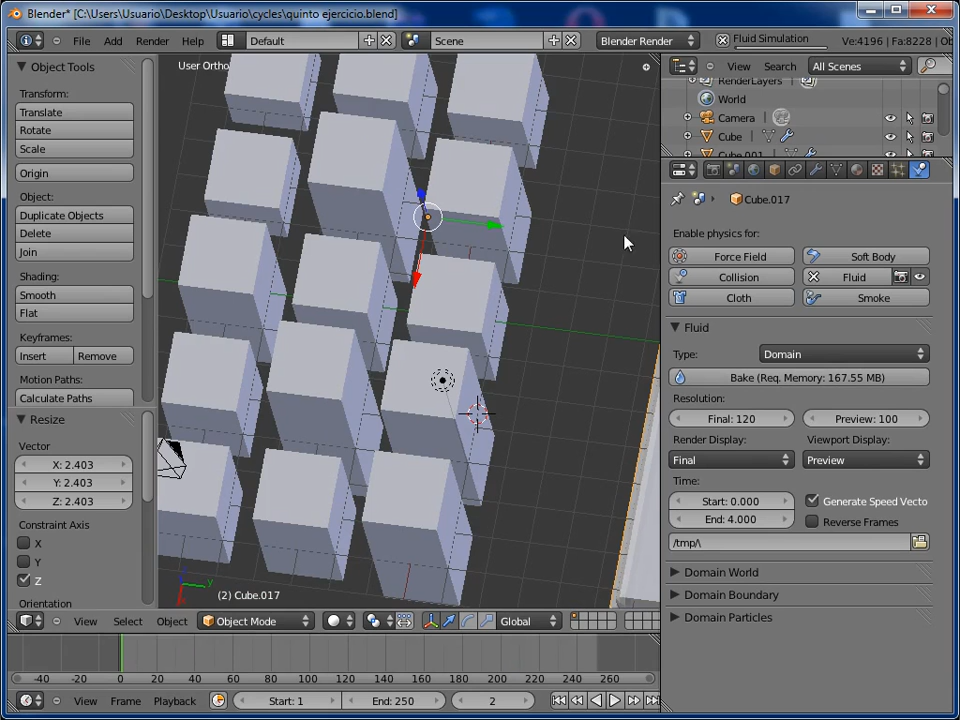 Blender* [C:\Users\Usuario\Desktop\Usuario\cycles\quinto ejercicio.blend]
File Add Render Help Default Scene Blender Render Fluid Simulation Ve:4196 | Fa:8228 | Ob
Object Tools
Transform:
Translate
Rotate
Scale
Origin
Object:
Duplicate Objects
Delete
Join
Shading:
Smooth
Flat
Keyframes:
Insert Remove
Motion Paths:
Calculate Paths
Resize
Vector
X: 2.403
Y: 2.403
Z: 2.403
Constraint Axis
X
Y
Z
Orientation
User Ortho
(2) Cube.017
View Select Object Object Mode Global
-40 -20 0 20 40 60 80 100 120 140 160 180 200 220 240 260
View Frame Playback Start: 1 End: 250 2
View Search All Scenes
RenderLayers
World
Camera
Cube
Cube.001
Cube.017
Enable physics for:
Force Field Soft Body
Collision Fluid
Cloth Smoke
Fluid
Type: Domain
Bake (Req. Memory: 167.55 MB)
Resolution:
Final: 120 Preview: 100
Render Display: Viewport Display:
Final Preview
Time:
Start: 0.000 Generate Speed Vecto
End: 4.000 Reverse Frames
/tmp/\
Domain World
Domain Boundary
Domain Particles